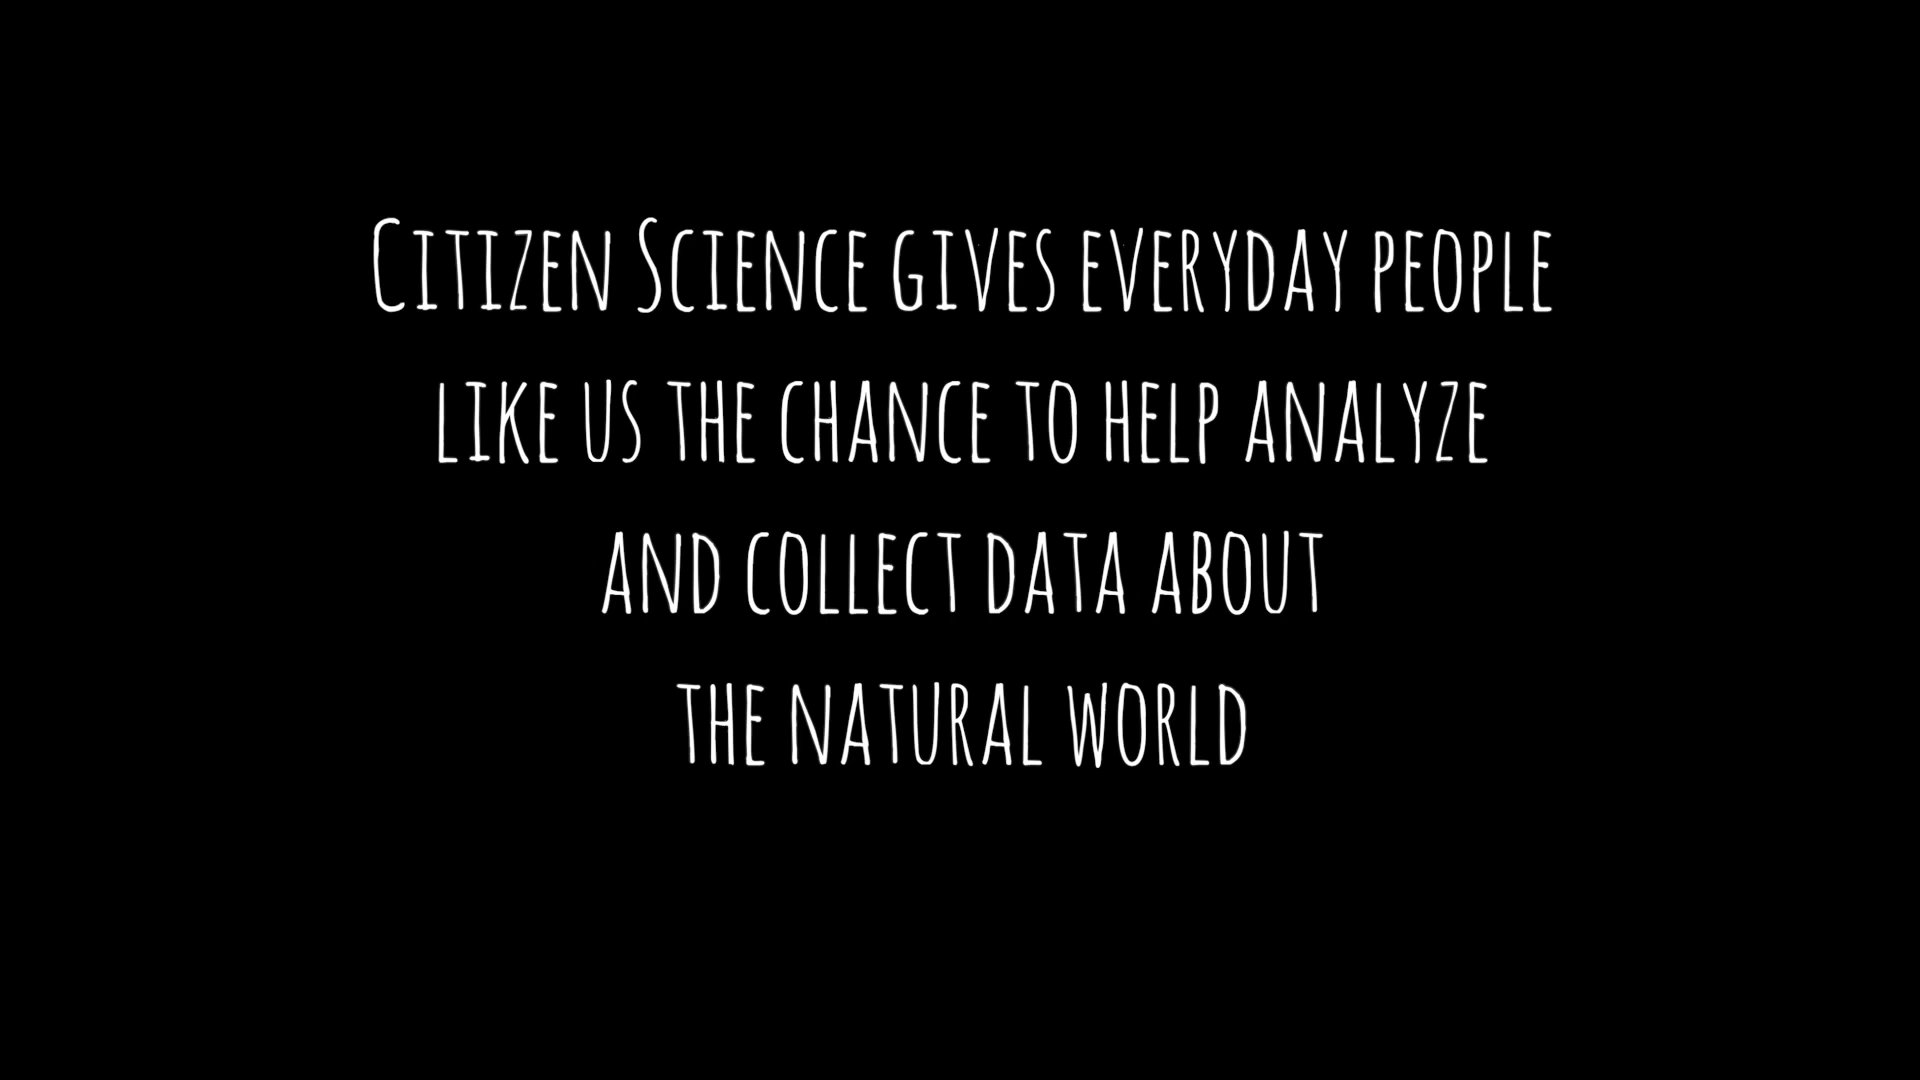 Citizen Science gives everyday people
like us the chance to help analyze
and collect data about
the natural world